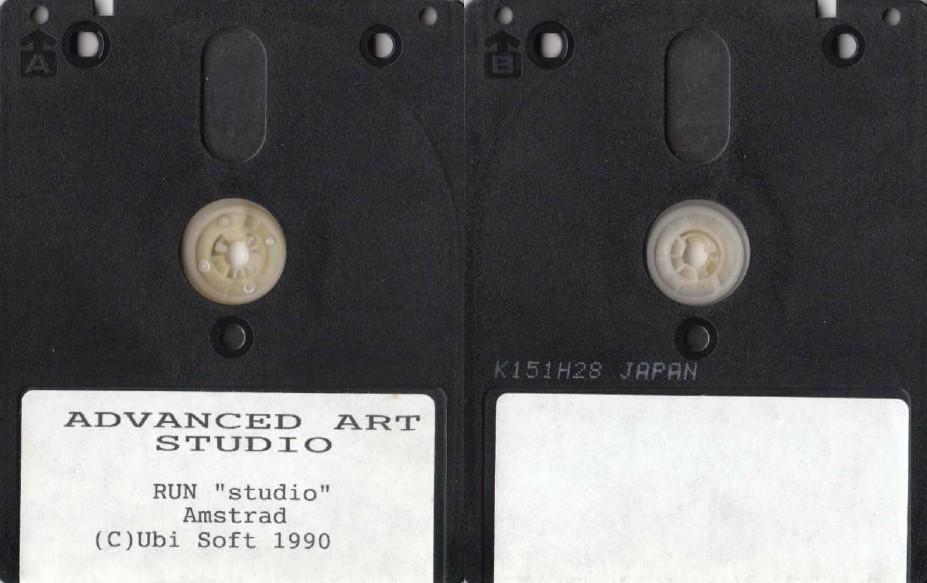 A
B
K151H28 JAPAN
ADVANCED ART
STUDIO
RUN "studio"
Amstrad
(C)Ubi Soft 1990